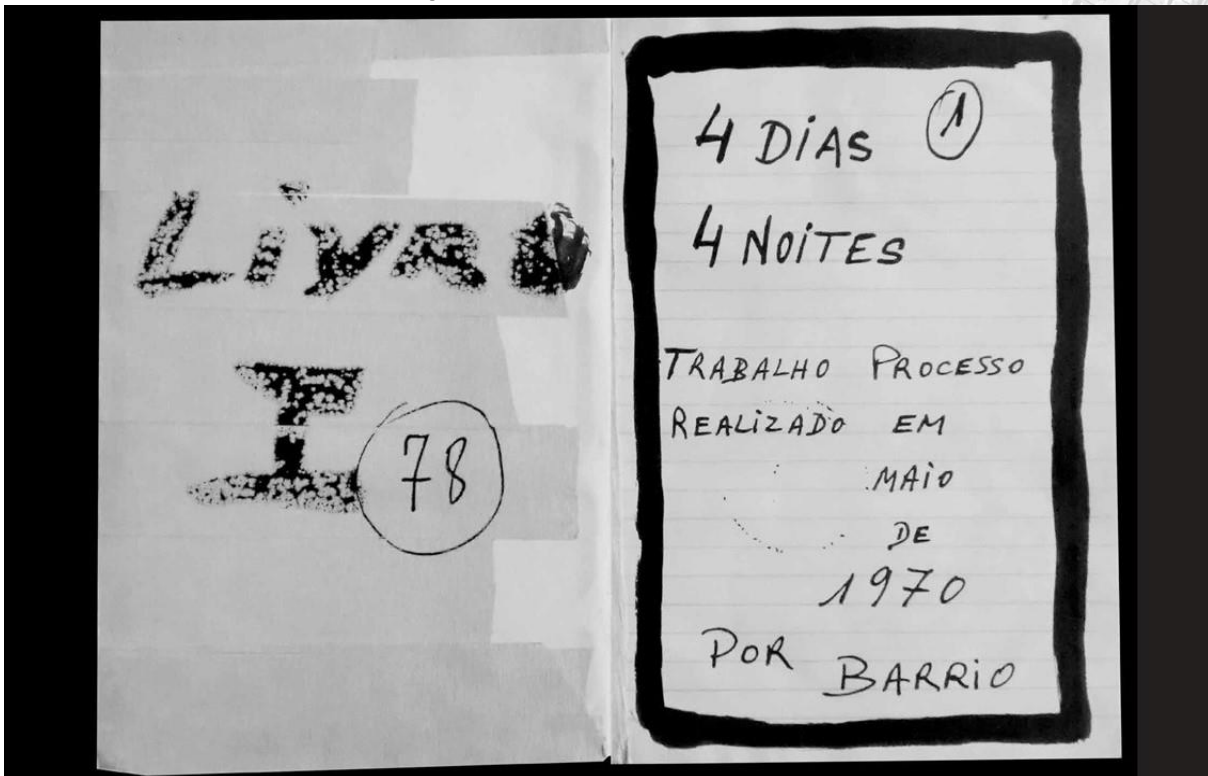 LiVRO
I
78
4 DiAS 1
4 NOiTES
TRABALHO PROCESSO
REALiZADO EM
MAiO
DE
1970
POR BARRiO